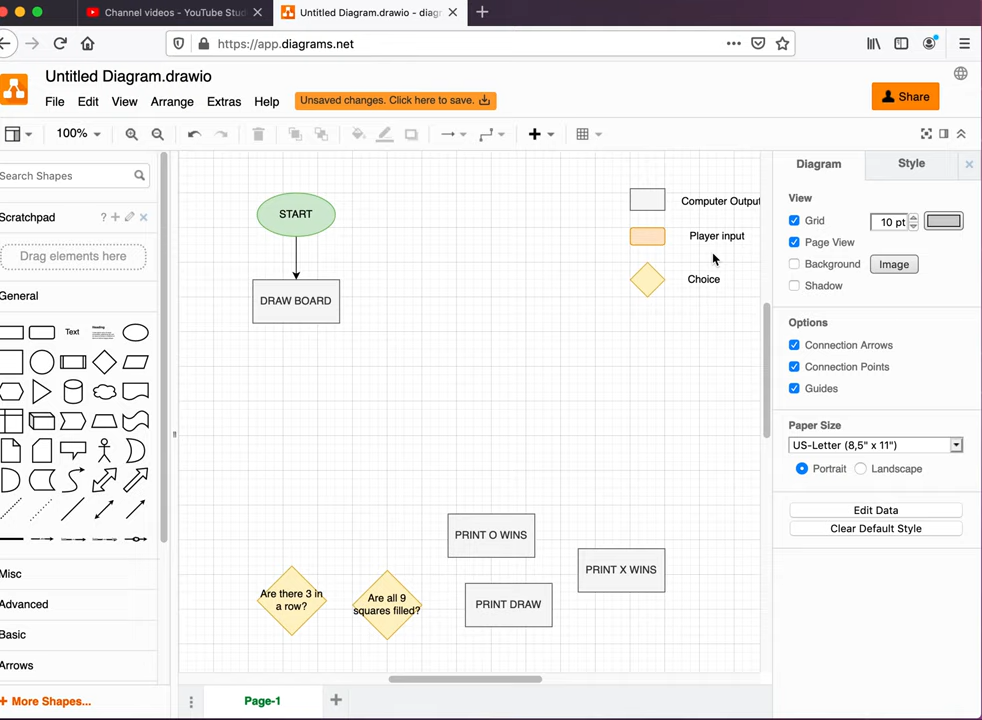 Channel videos - YouTube Stud
Untitled Diagram.drawio - diagr
https://app.diagrams.net
Untitled Diagram.drawio
File Edit View Arrange Extras Help
Unsaved changes. Click here to save.
Share
100%
Search Shapes
Scratchpad
Drag elements here
General
Text
Heading
Misc
Advanced
Basic
Arrows
+ More Shapes...
START
DRAW BOARD
Computer Output
Player input
Choice
PRINT O WINS
PRINT X WINS
PRINT DRAW
Are there 3 in
a row?
Are all 9
squares filled?
Page-1
Diagram Style
View
Grid 10 pt
Page View
Background Image
Shadow
Options
Connection Arrows
Connection Points
Guides
Paper Size
US-Letter (8,5" x 11")
Portrait Landscape
Edit Data
Clear Default Style